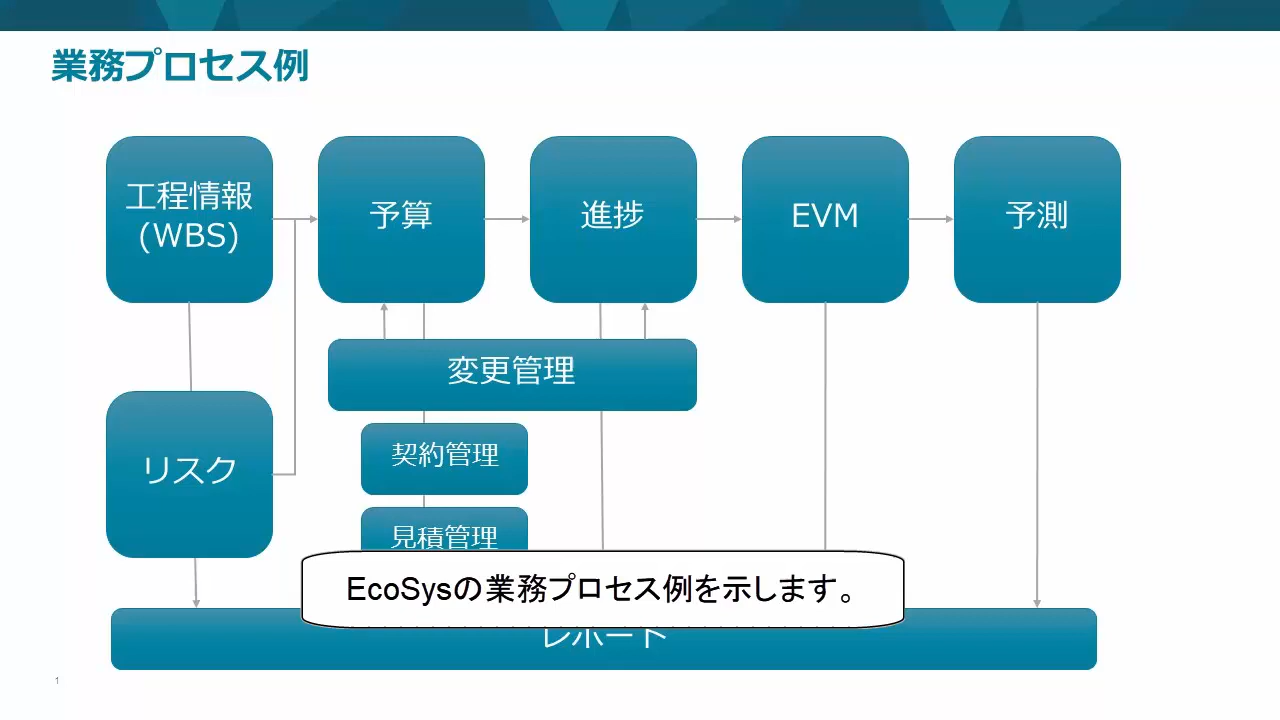 業務プロセス例
工程情報
(WBS)
予算
進捗
EVM
予測
変更管理
リスク
契約管理
見積管理
EcoSysの業務プロセス例を示します。
レポート
1